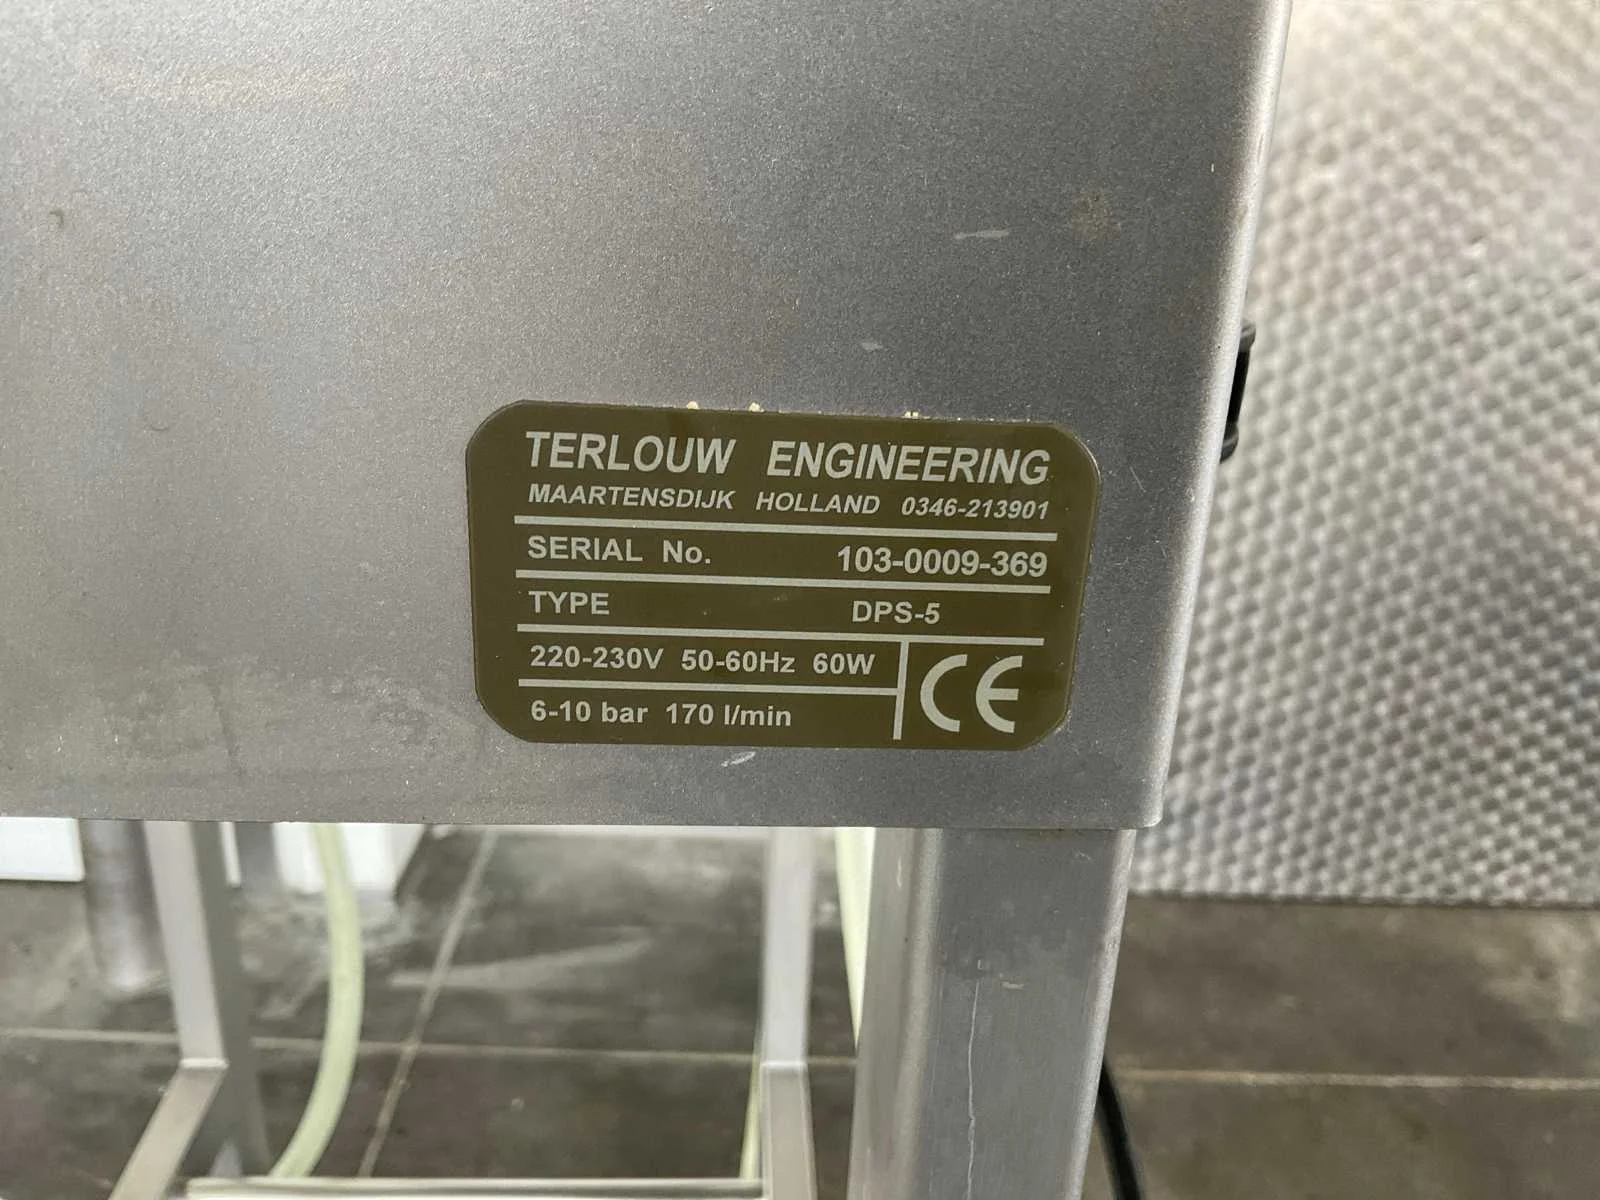 TERLOUW ENGINEERING
MAARTENSDIJK HOLLAND 0346-213901
SERIAL No. 103-0009-369
TYPE DPS-5
220-230V 50-60Hz 60W
6-10 bar 170 l/min
CE